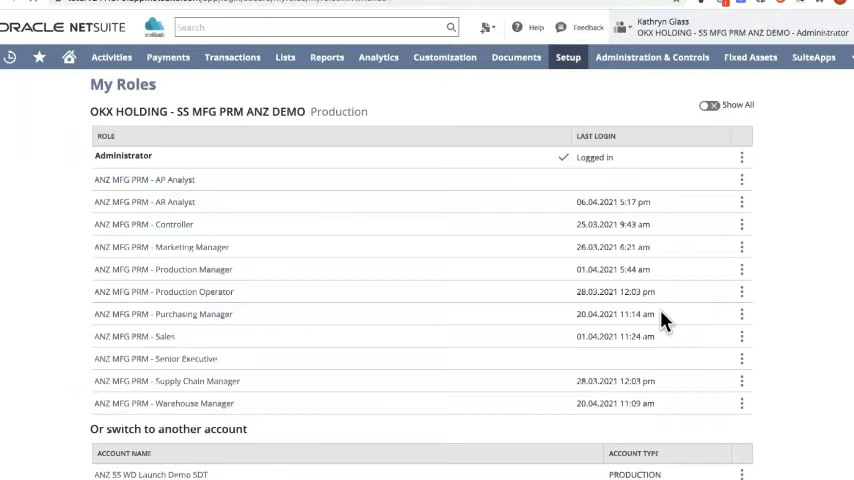 ORACLE NETSUITE
Search
Help
Feedback
Kathryn Glass
OKX HOLDING - SS MFG PRM ANZ DEMO - Administrator
Activities Payments Transactions Lists Reports Analytics Customization Documents Setup Administration & Controls Fixed Assets SuiteApps
My Roles
OKX HOLDING - SS MFG PRM ANZ DEMO Production
Show All
ROLE LAST LOGIN
Administrator Logged in
ANZ MFG PRM - AP Analyst
ANZ MFG PRM - AR Analyst 06.04.2021 5:17 pm
ANZ MFG PRM - Controller 25.03.2021 9:43 am
ANZ MFG PRM - Marketing Manager 26.03.2021 6:21 am
ANZ MFG PRM - Production Manager 01.04.2021 5:44 am
ANZ MFG PRM - Production Operator 28.03.2021 12:03 pm
ANZ MFG PRM - Purchasing Manager 20.04.2021 11:14 am
ANZ MFG PRM - Sales 01.04.2021 11:24 am
ANZ MFG PRM - Senior Executive
ANZ MFG PRM - Supply Chain Manager 28.03.2021 12:03 pm
ANZ MFG PRM - Warehouse Manager 20.04.2021 11:09 am
Or switch to another account
ACCOUNT NAME ACCOUNT TYPE
ANZ SS WD Launch Demo SDT PRODUCTION